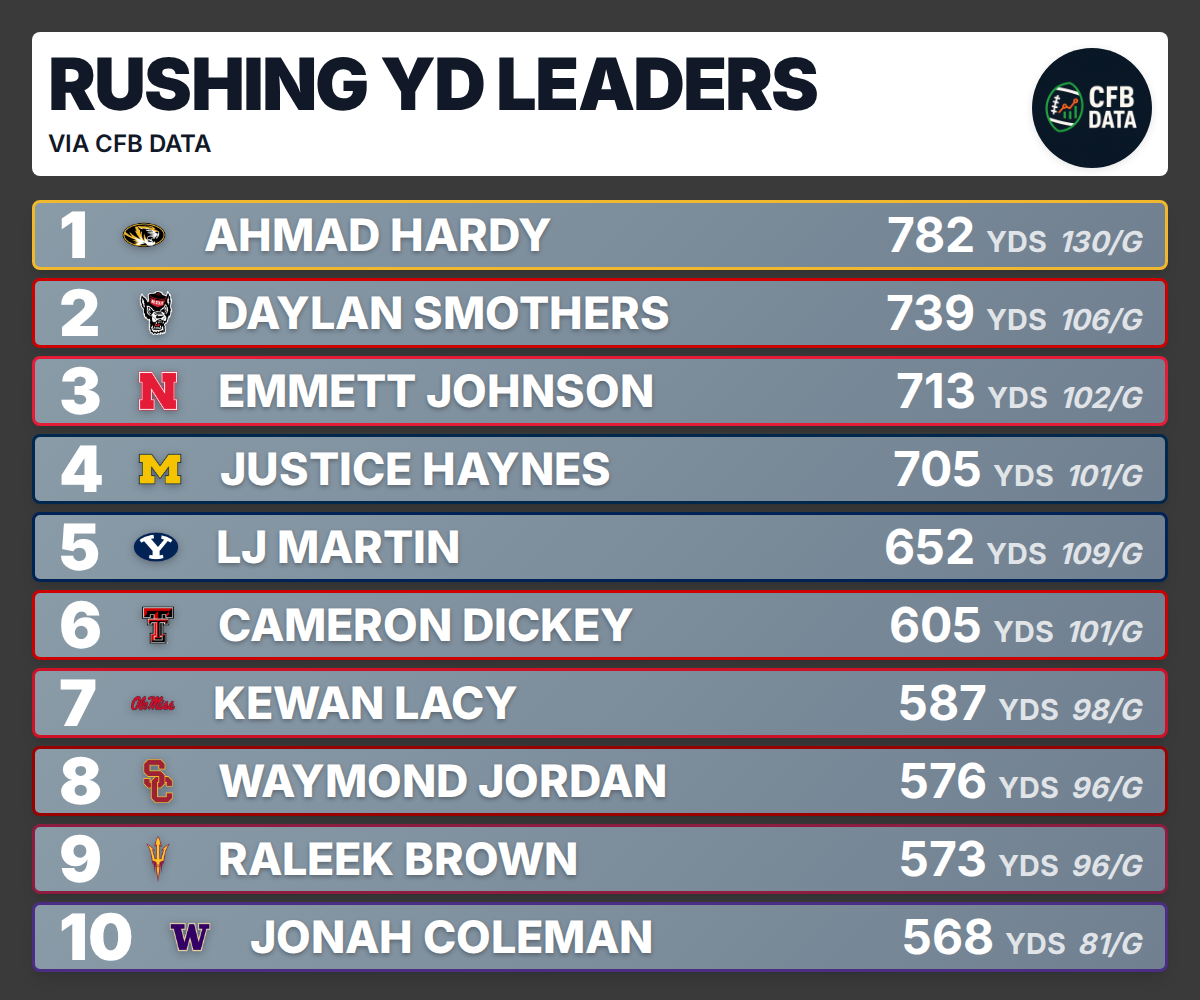 RUSHING YD LEADERS
VIA CFB DATA
CFB
DATA
1 AHMAD HARDY 782 YDS 130/G
2 DAYLAN SMOTHERS 739 YDS 106/G
3 N EMMETT JOHNSON 713 YDS 102/G
4 M JUSTICE HAYNES 705 YDS 101/G
5 Y LJ MARTIN 652 YDS 109/G
6 T CAMERON DICKEY 605 YDS 101/G
7 Ole Miss KEWAN LACY 587 YDS 98/G
8 SC WAYMOND JORDAN 576 YDS 96/G
9 RALEEK BROWN 573 YDS 96/G
10 W JONAH COLEMAN 568 YDS 81/G